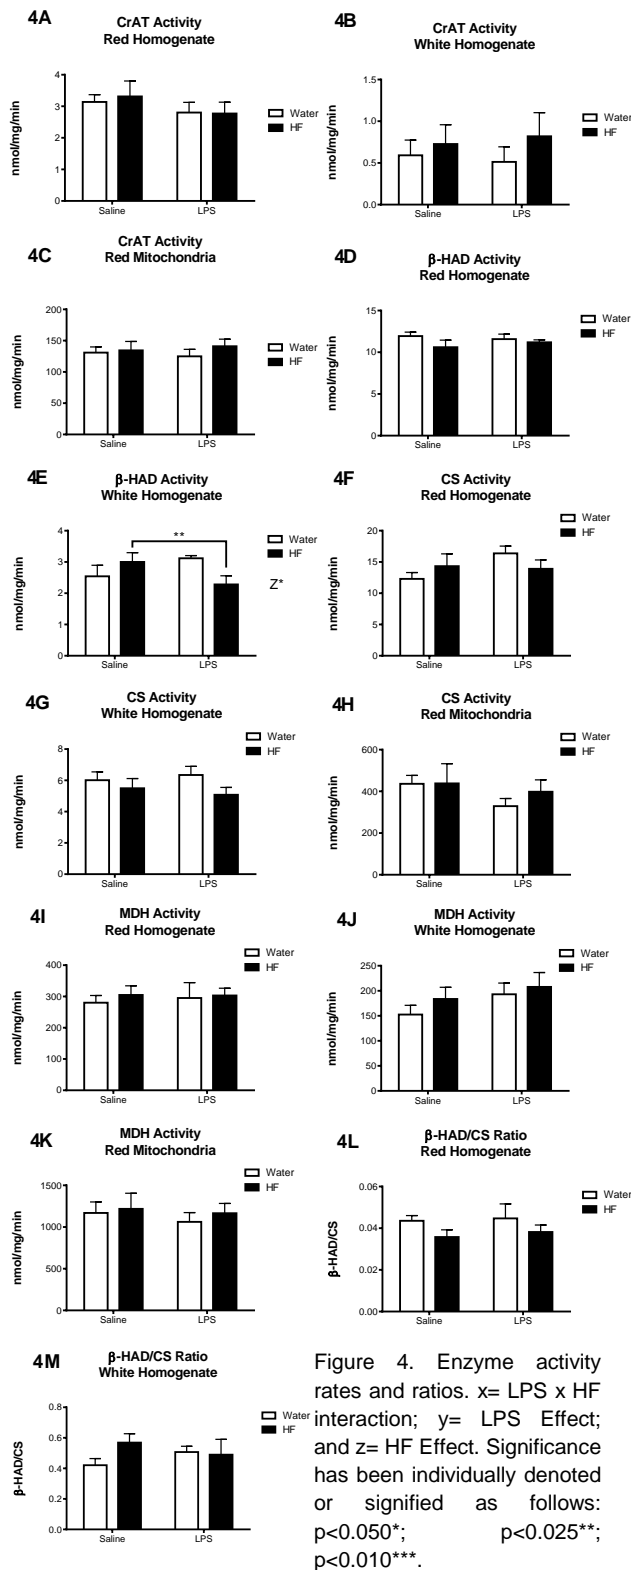 4A
CrAT Activity
Red Homogenate
nmol/mg/min
4
3
2
1
0
Saline
LPS
Water
HF
4B
CrAT Activity
White Homogenate
nmol/mg/min
1.5
1.0
0.5
0.0
Saline
LPS
Water
HF
4C
CrAT Activity
Red Mitochondria
nmol/mg/min
200
150
100
50
0
Saline
LPS
Water
HF
4D
β-HAD Activity
Red Homogenate
nmol/mg/min
15
10
5
0
Saline
LPS
Water
HF
4E
β-HAD Activity
White Homogenate
nmol/mg/min
4
3
2
1
0
**
Saline
LPS
Water
HF
Z*
4F
CS Activity
Red Homogenate
nmol/mg/min
20
15
10
5
0
Saline
LPS
Water
HF
4G
CS Activity
White Homogenate
nmol/mg/min
8
6
4
2
0
Saline
LPS
Water
HF
4H
CS Activity
Red Mitochondria
nmol/mg/min
600
400
200
0
Saline
LPS
Water
HF
4I
MDH Activity
Red Homogenate
nmol/mg/min
400
300
200
100
0
Saline
LPS
Water
HF
4J
MDH Activity
White Homogenate
nmol/mg/min
250
200
150
100
50
0
Saline
LPS
Water
HF
4K
MDH Activity
Red Mitochondria
nmol/mg/min
1500
1000
500
0
Saline
LPS
Water
HF
4L
β-HAD/CS Ratio
Red Homogenate
β-HAD/CS
0.06
0.04
0.02
0.00
Saline
LPS
Water
HF
4M
β-HAD/CS Ratio
White Homogenate
β-HAD/CS
0.8
0.6
0.4
0.2
0.0
Saline
LPS
Water
HF
Figure 4. Enzyme activity
rates and ratios. x= LPS x HF
interaction; y= LPS Effect;
and z= HF Effect. Significance
has been individually denoted
or signified as follows:
p<0.050*; p<0.025**;
p<0.010***.